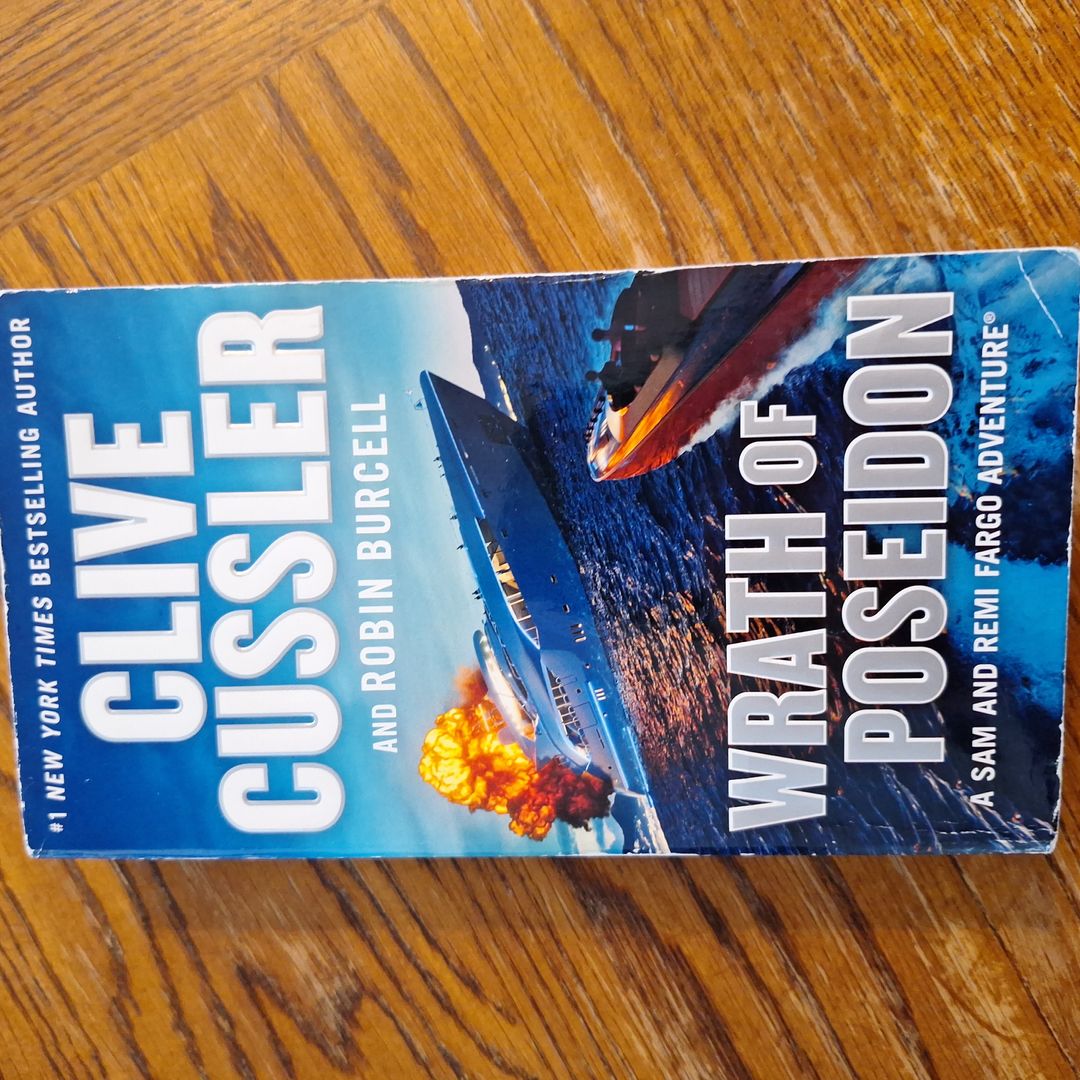 #1 NEW YORK TIMES BESTSELLING AUTHOR
CLIVE
CUSSLER
AND ROBIN BURCELL
WRATH OF
POSEIDON
A SAM AND REMI FARGO ADVENTURE®